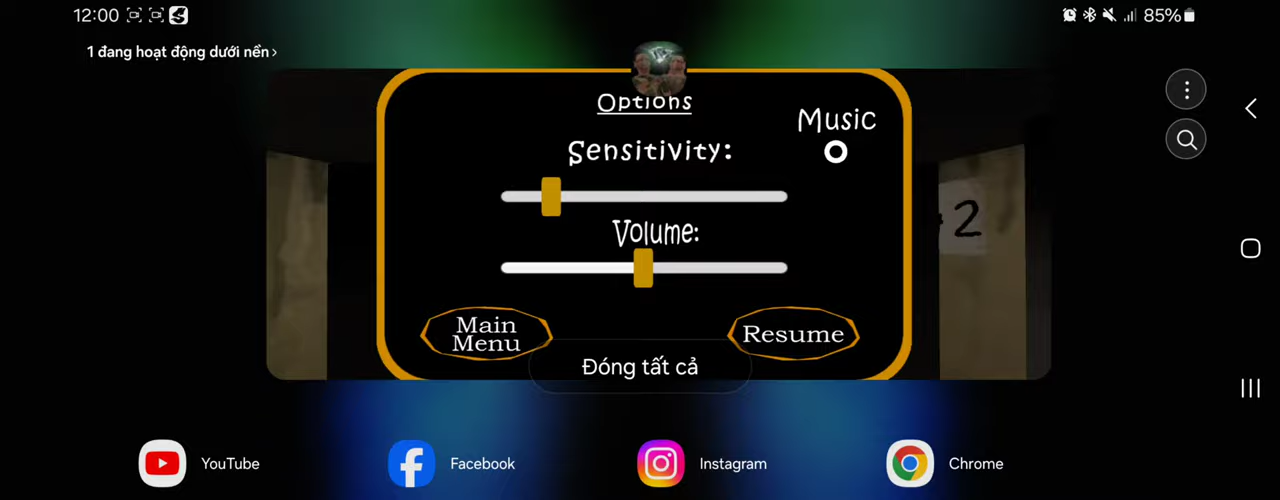 12:00
85%
1 đang hoạt động dưới nền >
Options
Music
Sensitivity:
2
Volume:
Main
Menu
Resume
Đóng tất cả
YouTube
Facebook
Instagram
Chrome